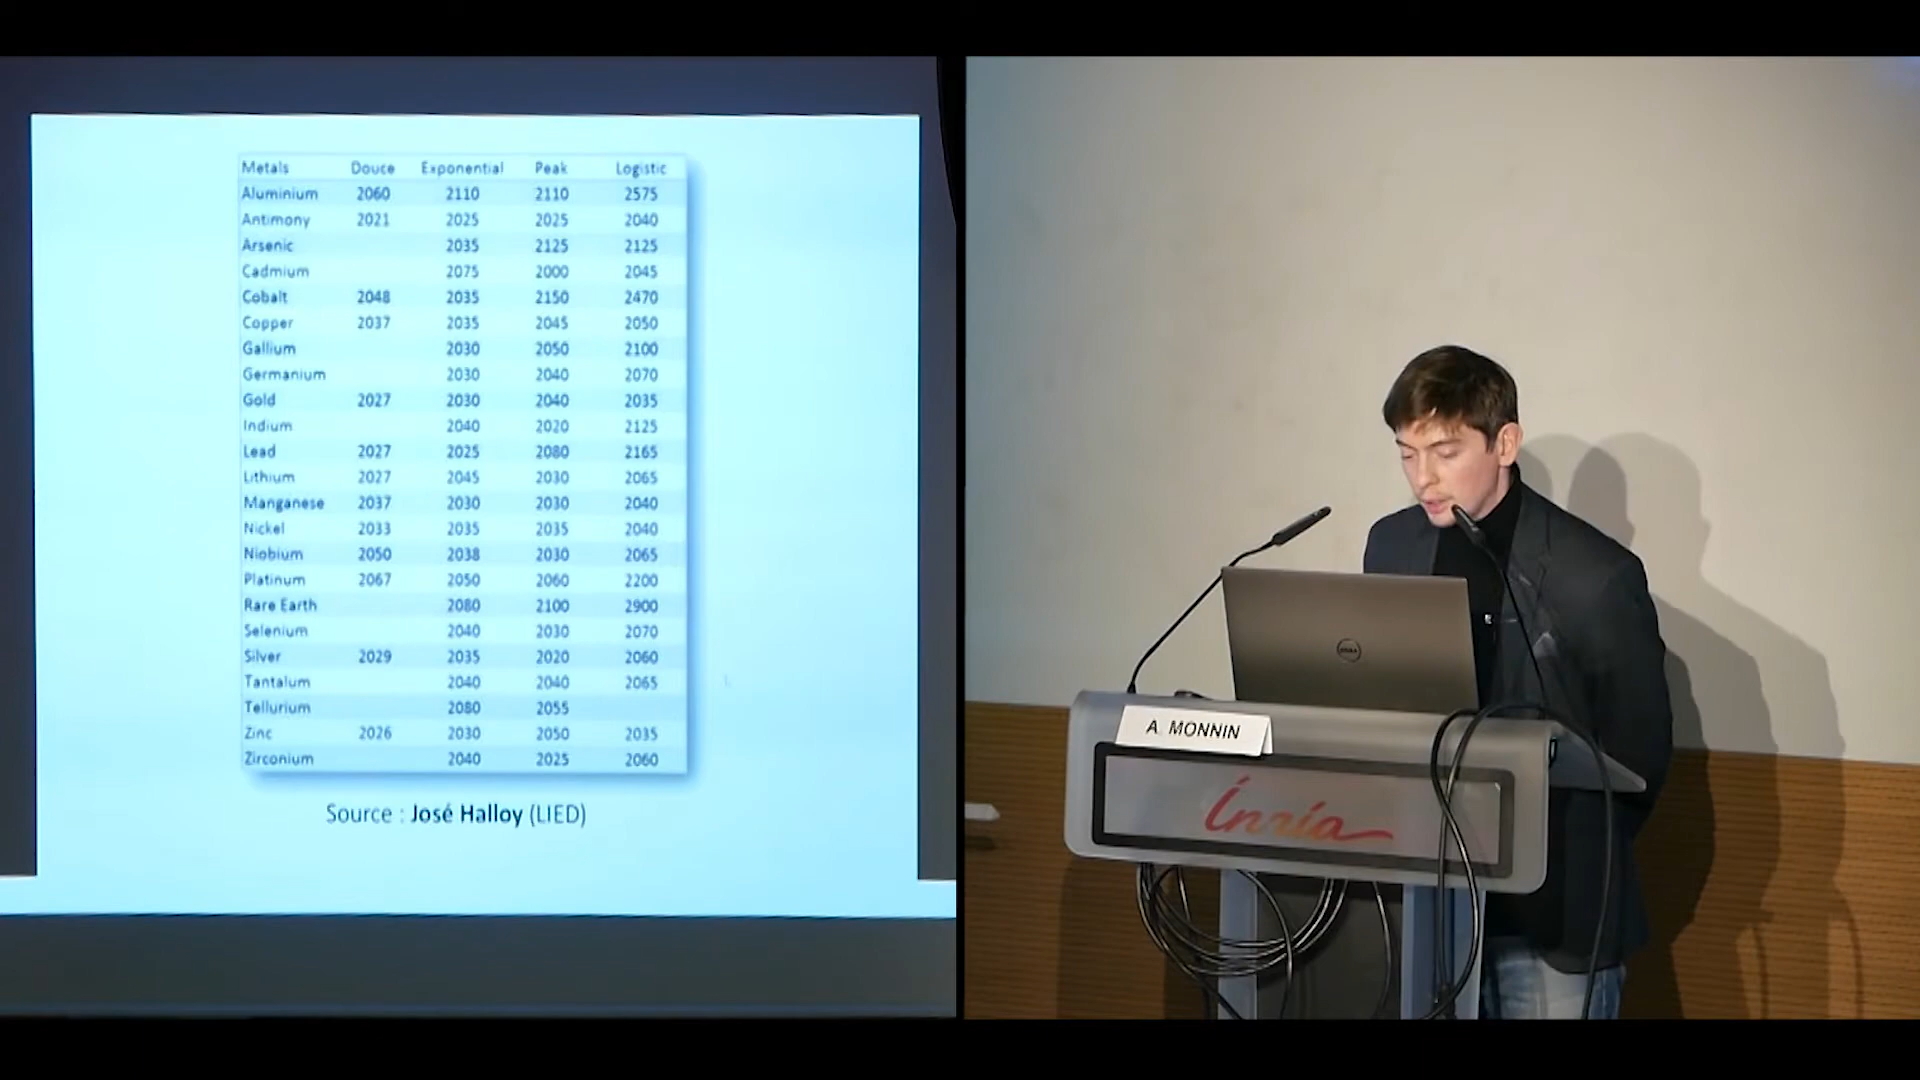 Metals Douce Exponential Peak Logistic
Aluminium 2060 2110 2110 2575
Antimony 2021 2025 2025 2040
Arsenic 2035 2125 2125
Cadmium 2075 2000 2045
Cobalt 2048 2035 2150 2470
Copper 2037 2035 2045 2050
Gallium 2030 2050 2100
Germanium 2030 2040 2070
Gold 2027 2030 2040 2035
Indium 2040 2020 2125
Lead 2027 2025 2080 2165
Lithium 2027 2045 2030 2065
Manganese 2037 2030 2030 2040
Nickel 2033 2035 2035 2040
Niobium 2050 2038 2030 2065
Platinum 2067 2050 2060 2200
Rare Earth 2080 2100 2900
Selenium 2040 2030 2070
Silver 2029 2035 2020 2060
Tantalum 2040 2040 2065
Tellurium 2080 2055
Zinc 2026 2030 2050 2035
Zirconium 2040 2025 2060
Source : José Halloy (LIED)
DELL
A. MONNIN
Inria